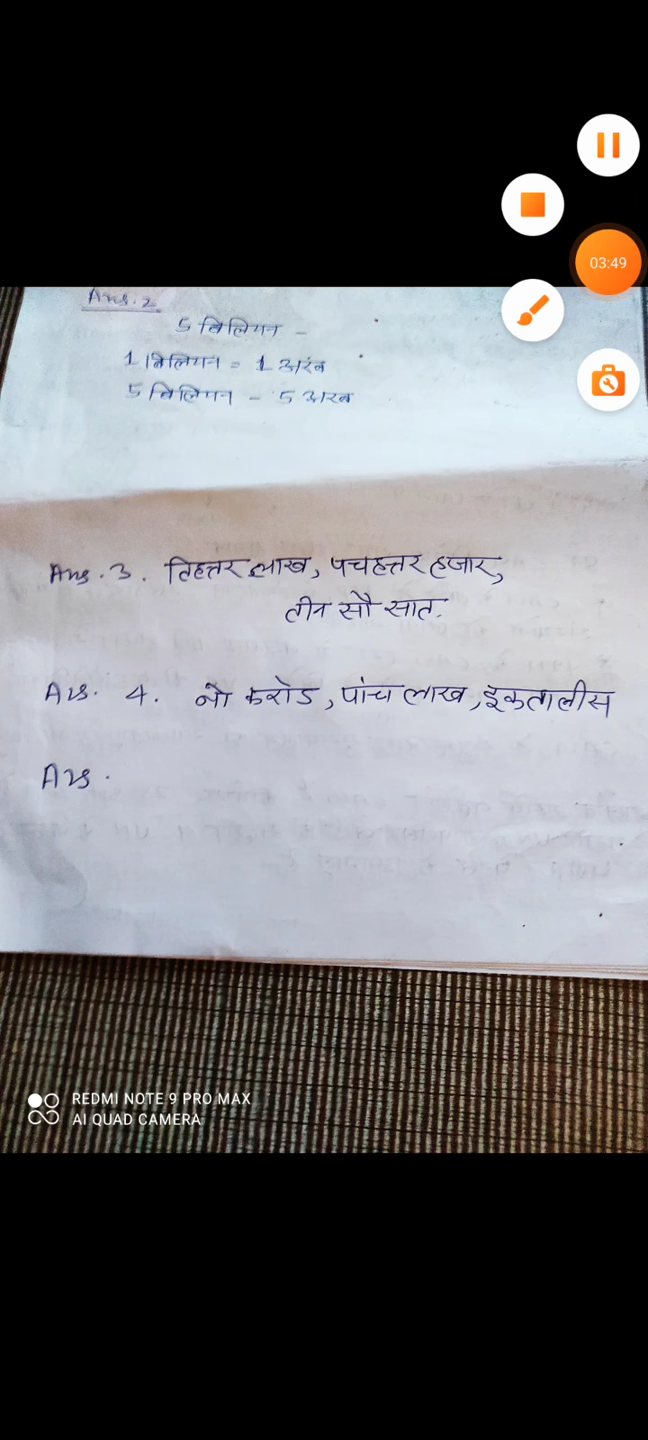 03:49
Ans. 2
5 बिलियन -
1 बिलियन = 1 अरब
5 बिलियन - 5 अरब
Ans. 3. तिहत्तर लाख, पचहत्तर हजार,
तीन सौ सात.
Ans. 4. नो करोड, पांच लाख, इकतालीस
Ans.
REDMI NOTE 9 PRO MAX
AI QUAD CAMERA